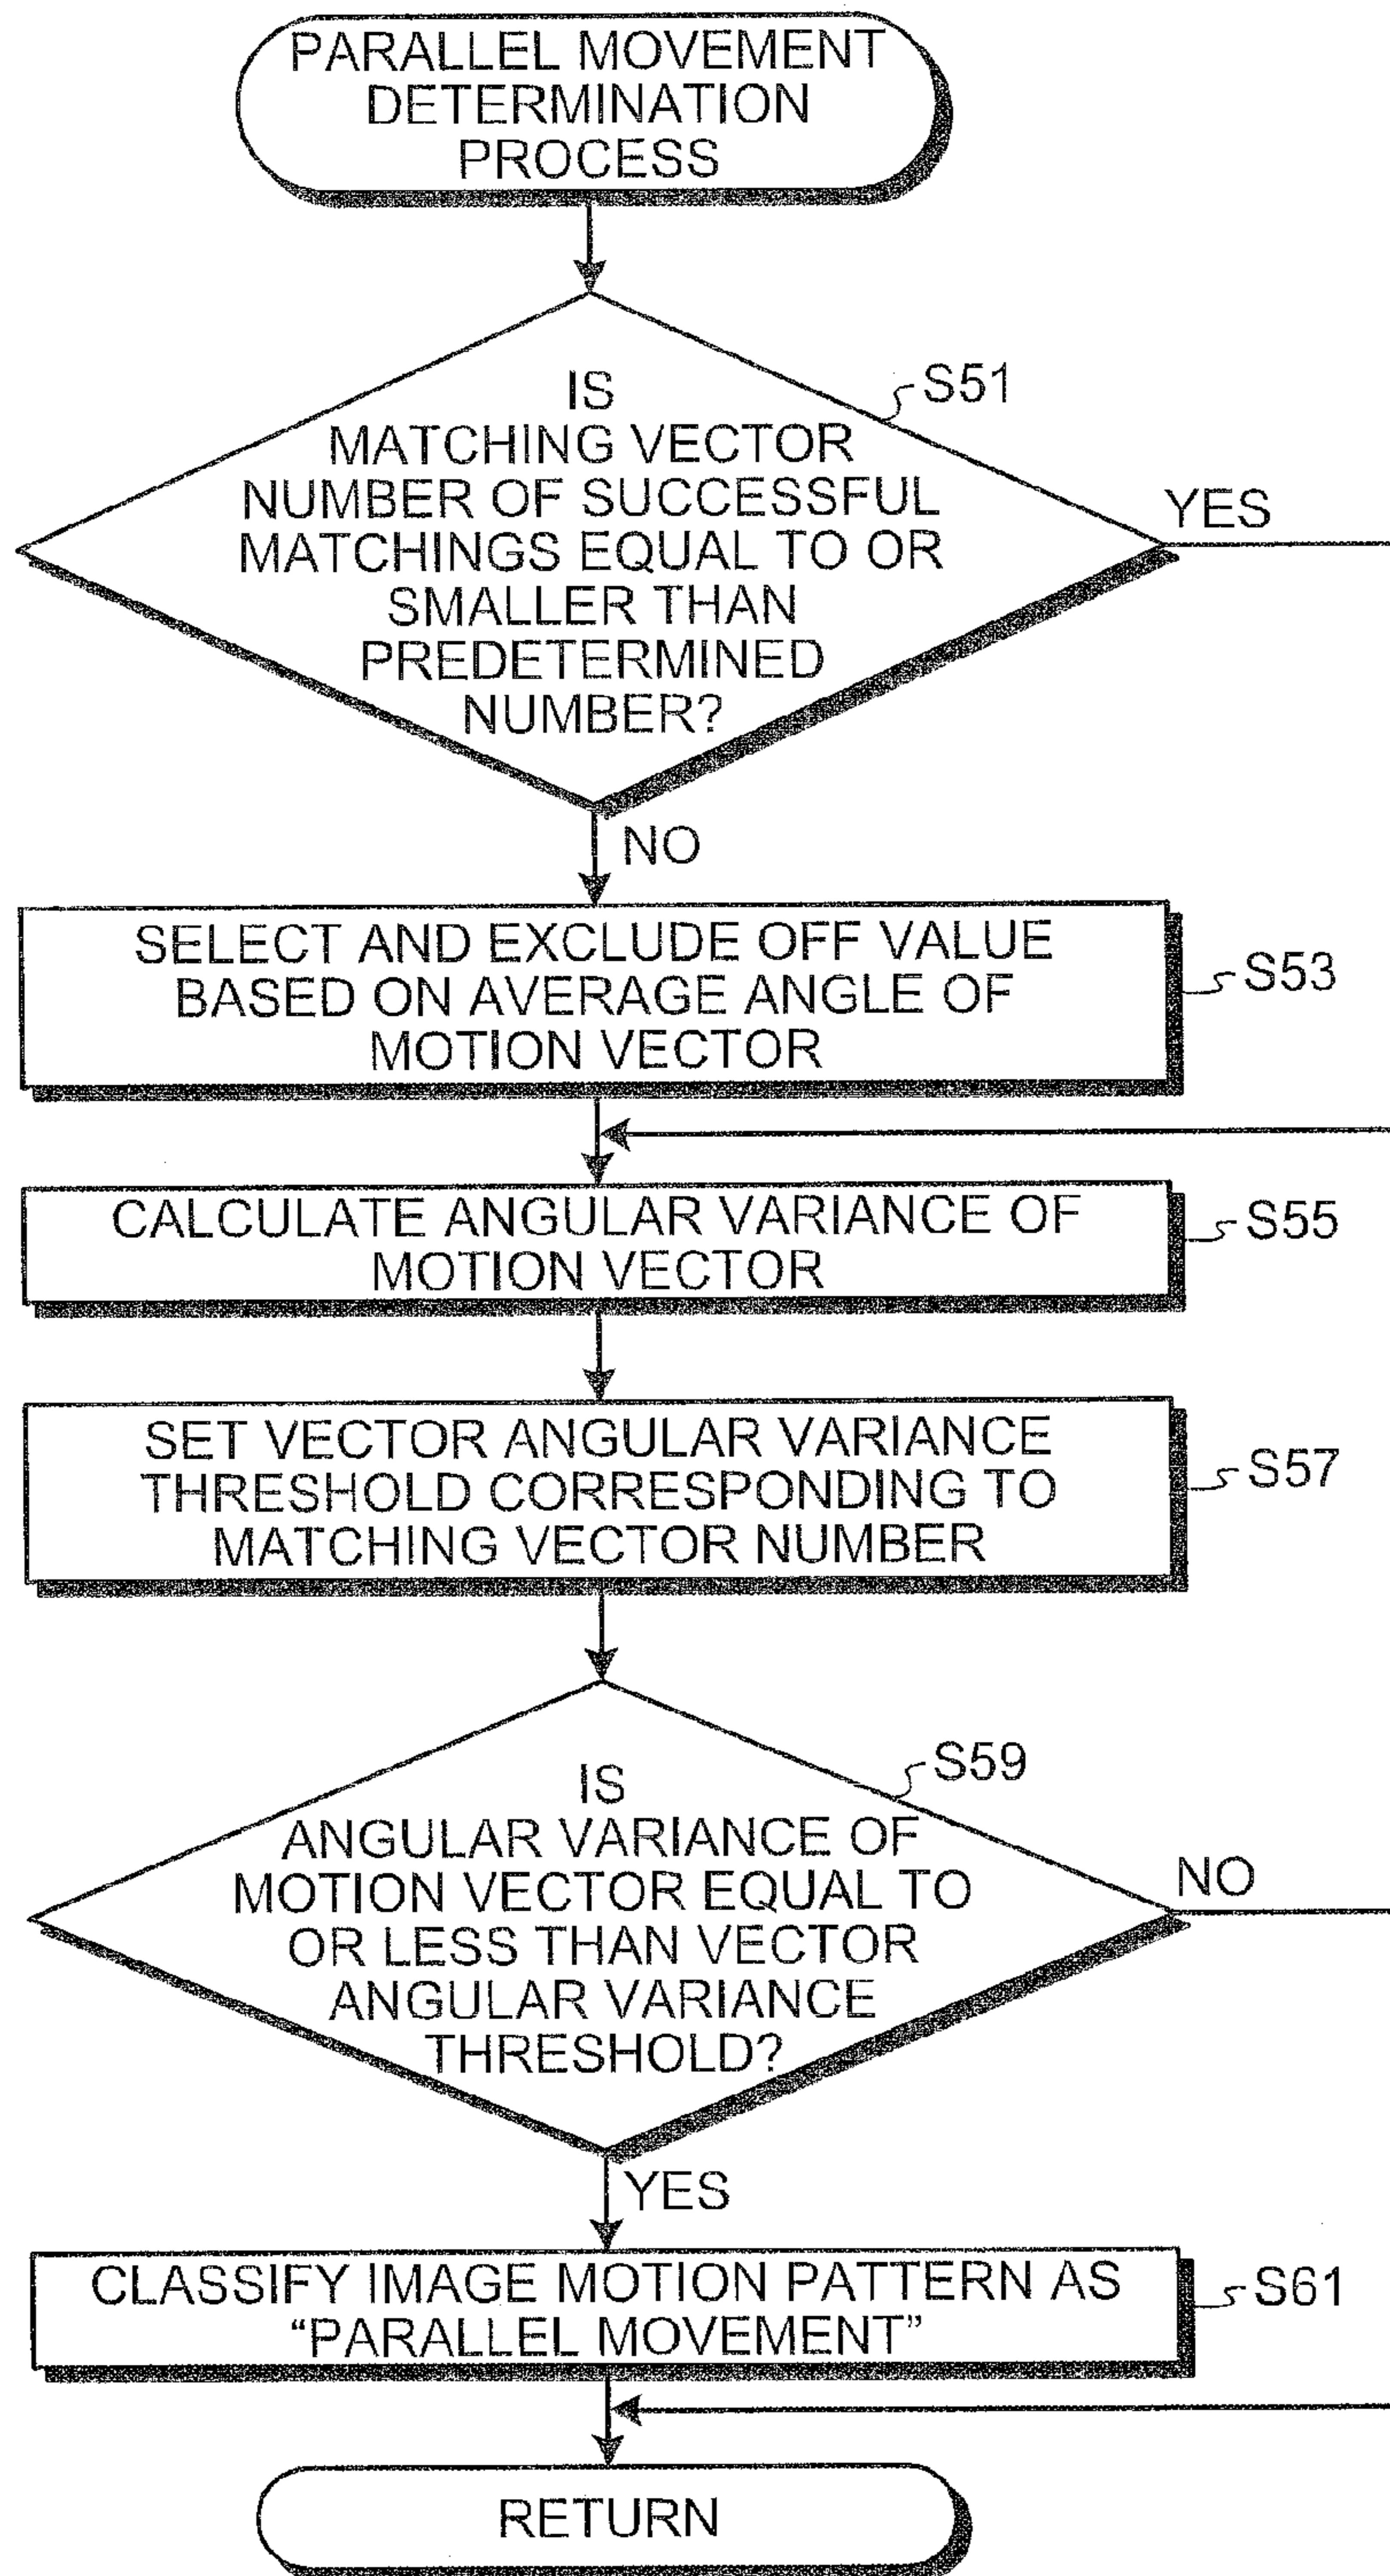 PARALLEL MOVEMENT
DETERMINATION
PROCESS
IS
MATCHING VECTOR
NUMBER OF SUCCESSFUL
MATCHINGS EQUAL TO OR
SMALLER THAN
PREDETERMINED
NUMBER?
S51
YES
NO
SELECT AND EXCLUDE OFF VALUE
BASED ON AVERAGE ANGLE OF
MOTION VECTOR
S53
CALCULATE ANGULAR VARIANCE OF
MOTION VECTOR
S55
SET VECTOR ANGULAR VARIANCE
THRESHOLD CORRESPONDING TO
MATCHING VECTOR NUMBER
S57
IS
ANGULAR VARIANCE OF
MOTION VECTOR EQUAL TO
OR LESS THAN VECTOR
ANGULAR VARIANCE
THRESHOLD?
S59
NO
YES
CLASSIFY IMAGE MOTION PATTERN AS
“PARALLEL MOVEMENT”
S61
RETURN